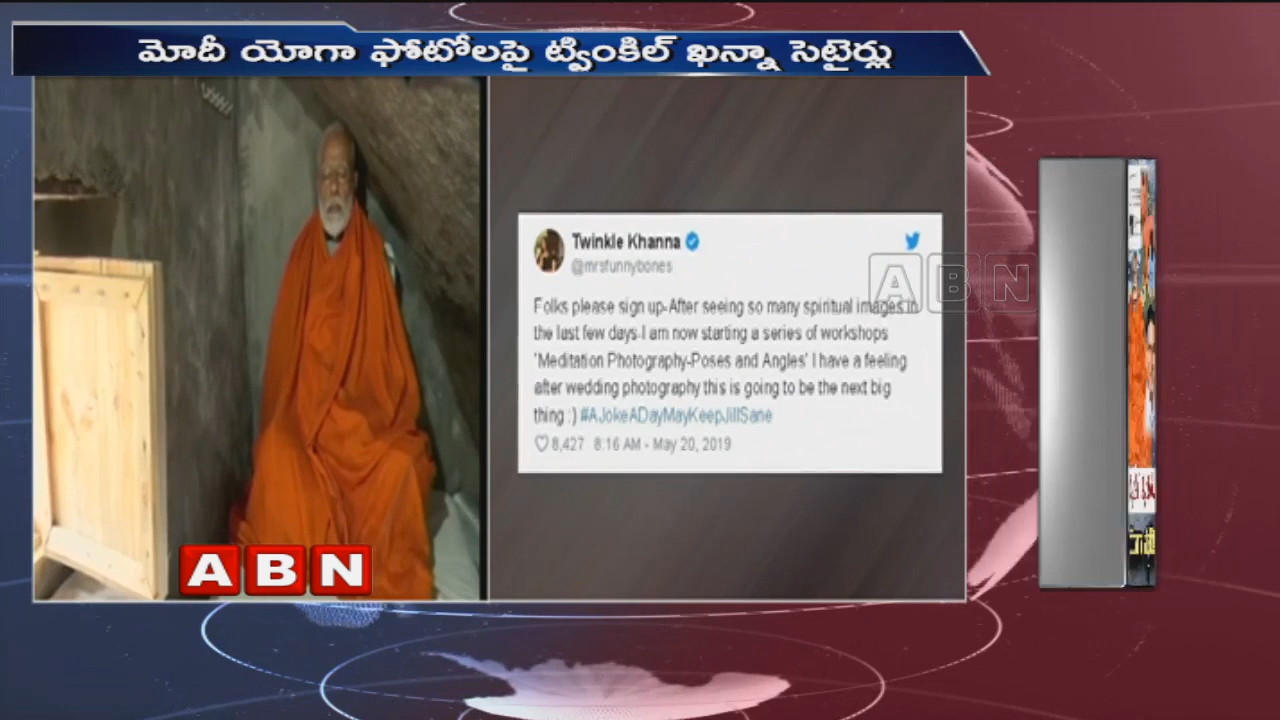 మోదీ యోగా ఫోటోలపై ట్వింకిల్ ఖన్నా సెటైర్లు
Twinkle Khanna
@mrsfunnybones
Folks please sign up-After seeing so many spiritual images in
the last few days I am now starting a series of workshops
'Meditation Photography-Poses and Angles' I have a feeling
after wedding photography this is going to be the next big
thing :) #AJokeADayMayKeepJillSane
8,427 8:16 AM - May 20, 2019
ABN
ABN